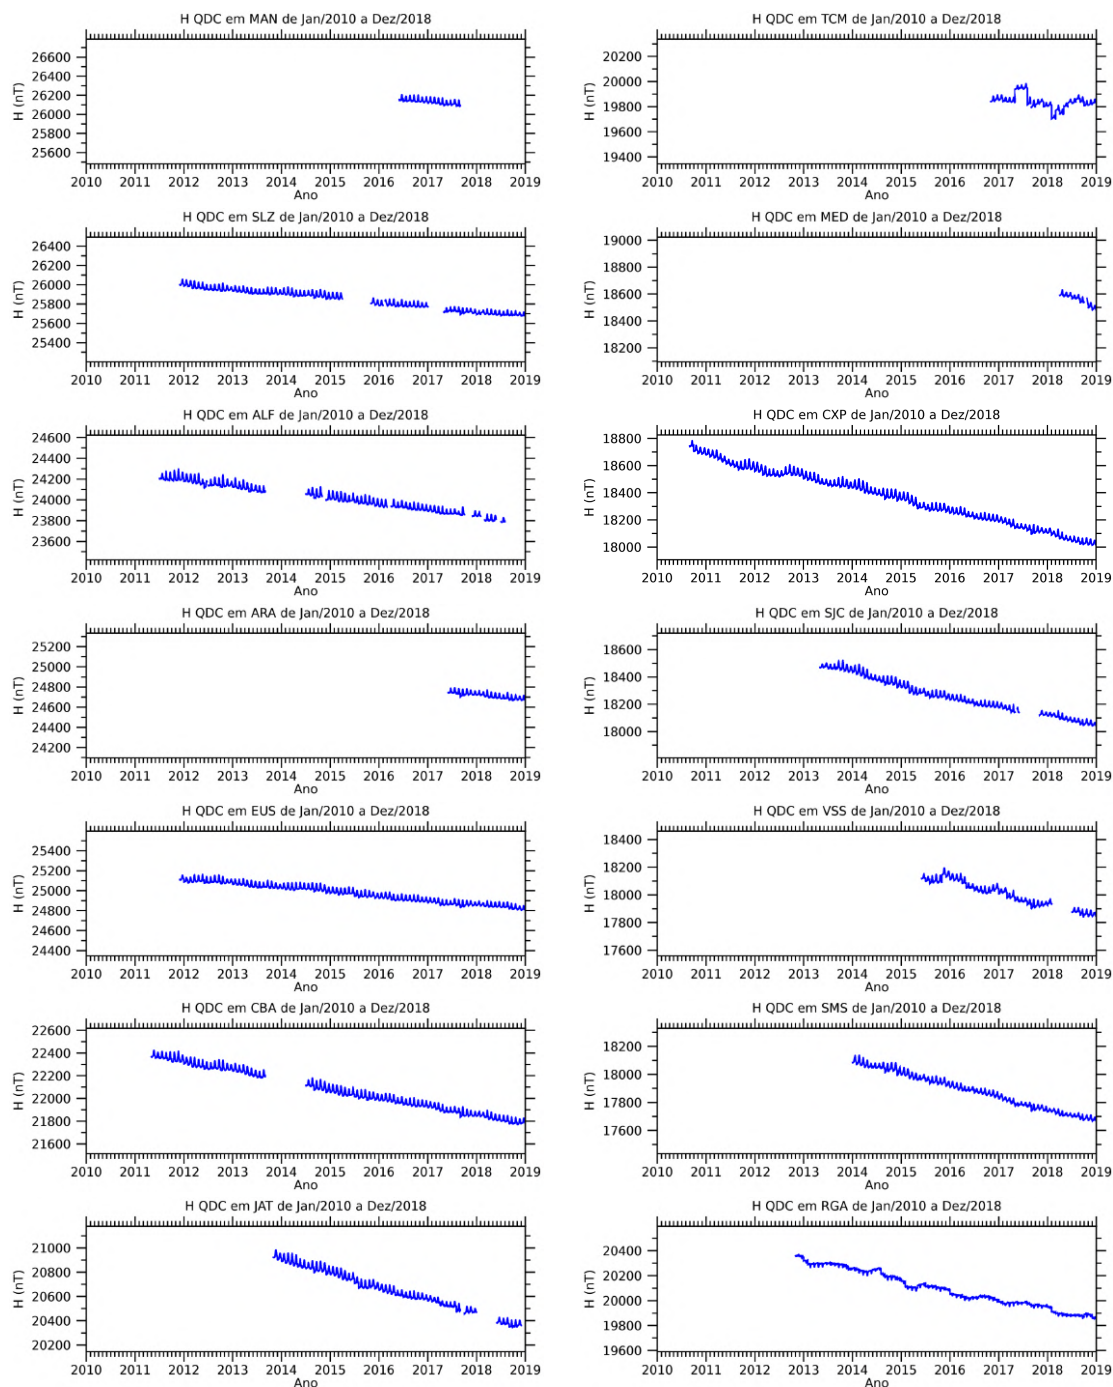 H QDC em MAN de Jan/2010 a Dez/2018
H (nT)
26600
26400
26200
26000
25800
25600
2010 2011 2012 2013 2014 2015 2016 2017 2018 2019
Ano
H QDC em TCM de Jan/2010 a Dez/2018
H (nT)
20200
20000
19800
19600
19400
2010 2011 2012 2013 2014 2015 2016 2017 2018 2019
Ano
H QDC em SLZ de Jan/2010 a Dez/2018
H (nT)
26400
26200
26000
25800
25600
25400
2010 2011 2012 2013 2014 2015 2016 2017 2018 2019
Ano
H QDC em MED de Jan/2010 a Dez/2018
H (nT)
19000
18800
18600
18400
18200
2010 2011 2012 2013 2014 2015 2016 2017 2018 2019
Ano
H QDC em ALF de Jan/2010 a Dez/2018
H (nT)
24600
24400
24200
24000
23800
23600
2010 2011 2012 2013 2014 2015 2016 2017 2018 2019
Ano
H QDC em CXP de Jan/2010 a Dez/2018
H (nT)
18800
18600
18400
18200
18000
2010 2011 2012 2013 2014 2015 2016 2017 2018 2019
Ano
H QDC em ARA de Jan/2010 a Dez/2018
H (nT)
25200
25000
24800
24600
24400
24200
2010 2011 2012 2013 2014 2015 2016 2017 2018 2019
Ano
H QDC em SJC de Jan/2010 a Dez/2018
H (nT)
18600
18400
18200
18000
2010 2011 2012 2013 2014 2015 2016 2017 2018 2019
Ano
H QDC em EUS de Jan/2010 a Dez/2018
H (nT)
25400
25200
25000
24800
24600
24400
2010 2011 2012 2013 2014 2015 2016 2017 2018 2019
Ano
H QDC em VSS de Jan/2010 a Dez/2018
H (nT)
18400
18200
18000
17800
17600
2010 2011 2012 2013 2014 2015 2016 2017 2018 2019
Ano
H QDC em CBA de Jan/2010 a Dez/2018
H (nT)
22600
22400
22200
22000
21800
21600
2010 2011 2012 2013 2014 2015 2016 2017 2018 2019
Ano
H QDC em SMS de Jan/2010 a Dez/2018
H (nT)
18200
18000
17800
17600
2010 2011 2012 2013 2014 2015 2016 2017 2018 2019
Ano
H QDC em JAT de Jan/2010 a Dez/2018
H (nT)
21000
20800
20600
20400
20200
2010 2011 2012 2013 2014 2015 2016 2017 2018 2019
Ano
H QDC em RGA de Jan/2010 a Dez/2018
H (nT)
20400
20200
20000
19800
19600
2010 2011 2012 2013 2014 2015 2016 2017 2018 2019
Ano